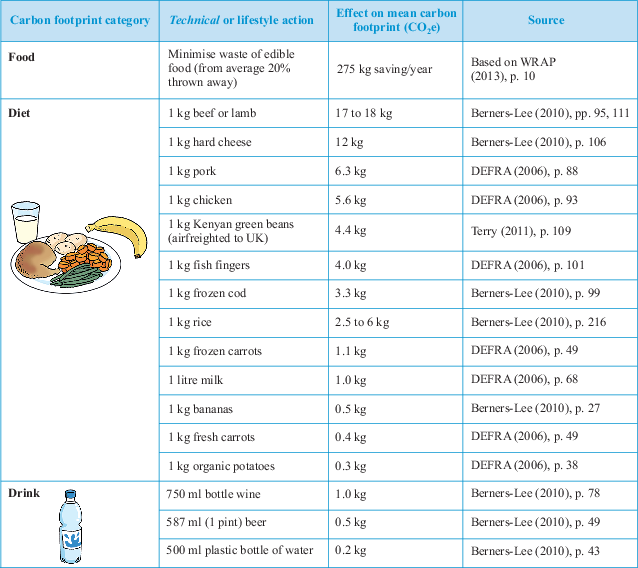 Carbon footprint category
Technical or lifestyle action
Effect on mean carbon
footprint (CO₂e)
Source
Food
Minimise waste of edible
food (from average 20%
thrown away)
275 kg saving/year
Based on WRAP
(2013), p. 10
Diet
1 kg beef or lamb
17 to 18 kg
Berners-Lee (2010), pp. 95, 111
1 kg hard cheese
12 kg
Berners-Lee (2010), p. 106
1 kg pork
6.3 kg
DEFRA (2006), p. 88
1 kg chicken
5.6 kg
DEFRA (2006), p. 93
1 kg Kenyan green beans
(airfreighted to UK)
4.4 kg
Terry (2011), p. 109
1 kg fish fingers
4.0 kg
DEFRA (2006), p. 101
1 kg frozen cod
3.3 kg
Berners-Lee (2010), p. 99
1 kg rice
2.5 to 6 kg
Berners-Lee (2010), p. 216
1 kg frozen carrots
1.1 kg
DEFRA (2006), p. 49
1 litre milk
1.0 kg
DEFRA (2006), p. 68
1 kg bananas
0.5 kg
Berners-Lee (2010), p. 27
1 kg fresh carrots
0.4 kg
DEFRA (2006), p. 49
1 kg organic potatoes
0.3 kg
DEFRA (2006), p. 38
Drink
750 ml bottle wine
1.0 kg
Berners-Lee (2010), p. 78
587 ml (1 pint) beer
0.5 kg
Berners-Lee (2010), p. 49
500 ml plastic bottle of water
0.2 kg
Berners-Lee (2010), p. 43